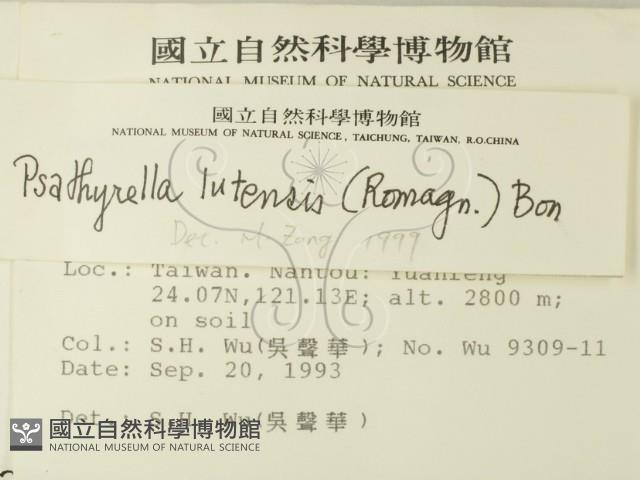 國立自然科學博物館
NATIONAL MUSEUM OF NATURAL SCIENCE
國立自然科學博物館
NATIONAL MUSEUM OF NATURAL SCIENCE, TAICHUNG, TAIWAN, R.O.CHINA
Psathyrella lutensis (Romagn.) Bon
Det. M. Zang 1999
Loc.: Taiwan. Nantou: Yuanfeng
24.07N,121.13E; alt. 2800 m;
on soil
Col.: S.H. Wu(吳聲華); No. Wu 9309-11
Date: Sep. 20, 1993
Det.: S.H. Wu(吳聲華)
國立自然科學博物館
NATIONAL MUSEUM OF NATURAL SCIENCE